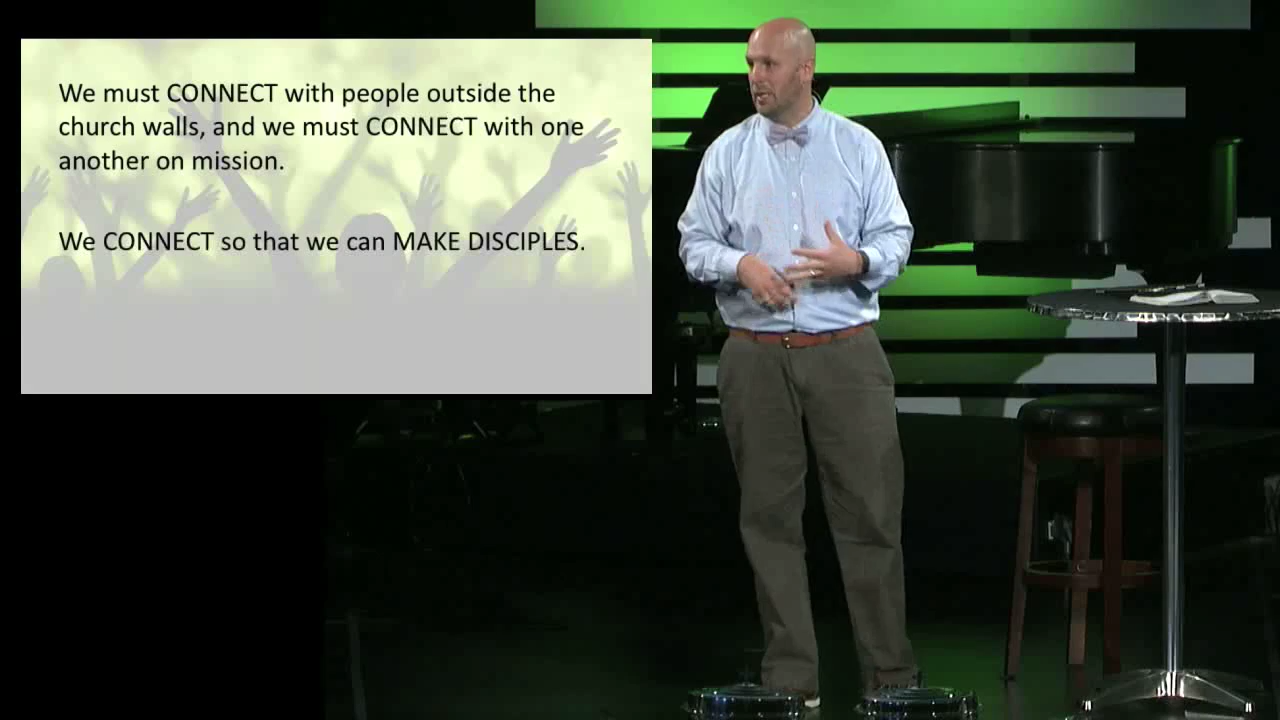 We must CONNECT with people outside the
church walls, and we must CONNECT with one
another on mission.
We CONNECT so that we can MAKE DISCIPLES.